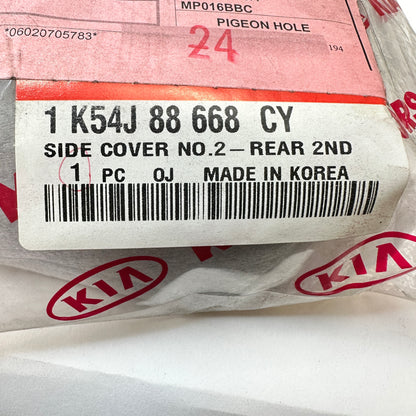 MP016BBC
*06020705783*
PIGEON HOLE
24
194
1 K54J 88 668 CY
SIDE COVER NO.2-REAR 2ND
1 PC OJ MADE IN KOREA
KIA
KIA